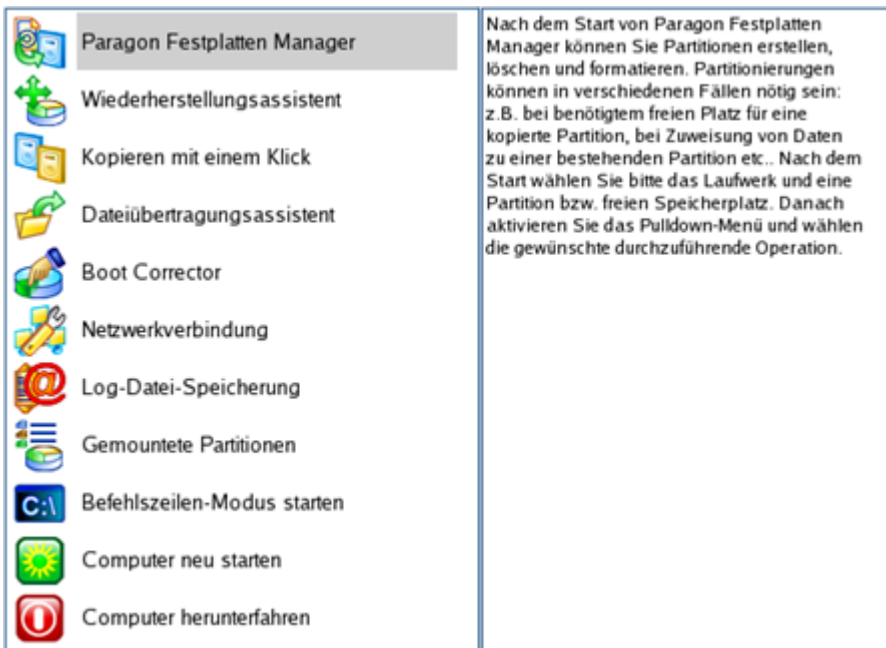 Paragon Festplatten Manager
Wiederherstellungsassistent
Kopieren mit einem Klick
Dateiübertragungsassistent
Boot Corrector
Netzwerkverbindung
@
Log-Datei-Speicherung
Gemountete Partitionen
C:\
Befehlszeilen-Modus starten
Computer neu starten
Computer herunterfahren
Nach dem Start von Paragon Festplatten
Manager können Sie Partitionen erstellen,
löschen und formatieren. Partitionierungen
können in verschiedenen Fällen nötig sein:
z.B. bei benötigtem freien Platz für eine
kopierte Partition, bei Zuweisung von Daten
zu einer bestehenden Partition etc.. Nach dem
Start wählen Sie bitte das Laufwerk und eine
Partition bzw. freien Speicherplatz. Danach
aktivieren Sie das Pulldown-Menü und wählen
die gewünschte durchzuführende Operation.